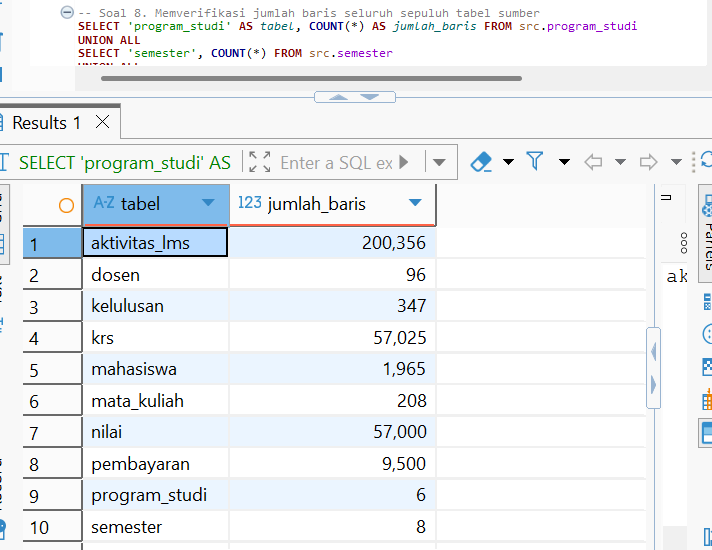 -- Soal 8. Memverifikasi jumlah baris seluruh sepuluh tabel sumber
SELECT 'program_studi' AS tabel, COUNT(*) AS jumlah_baris FROM src.program_studi
UNION ALL
SELECT 'semester', COUNT(*) FROM src.semester
UNION ALL
Results 1
SELECT 'program_studi' AS
Enter a SQL ex
A-Z tabel 123 jumlah_baris
1 aktivitas_lms 200,356
2 dosen 96
3 kelulusan 347
4 krs 57,025
5 mahasiswa 1,965
6 mata_kuliah 208
7 nilai 57,000
8 pembayaran 9,500
9 program_studi 6
10 semester 8
ak